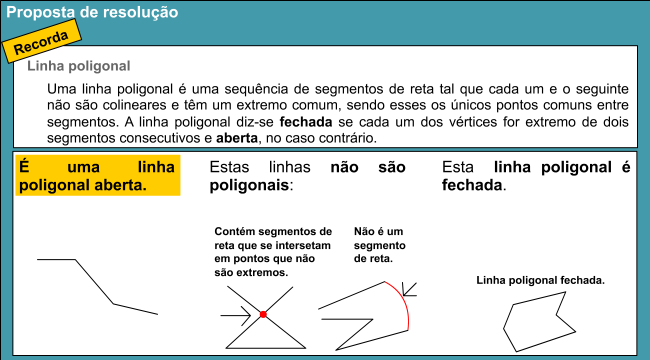 Proposta de resolução
Recorda
Linha poligonal
Uma linha poligonal é uma sequência de segmentos de reta tal que cada um e o seguinte
não são colineares e têm um extremo comum, sendo esses os únicos pontos comuns entre
segmentos. A linha poligonal diz-se fechada se cada um dos vértices for extremo de dois
segmentos consecutivos e aberta, no caso contrário.
É uma linha
poligonal aberta.
Estas linhas não são
poligonais:
Contém segmentos de
reta que se intersetam
em pontos que não
são extremos.
Não é um
segmento
de reta.
Esta linha poligonal é
fechada.
Linha poligonal fechada.